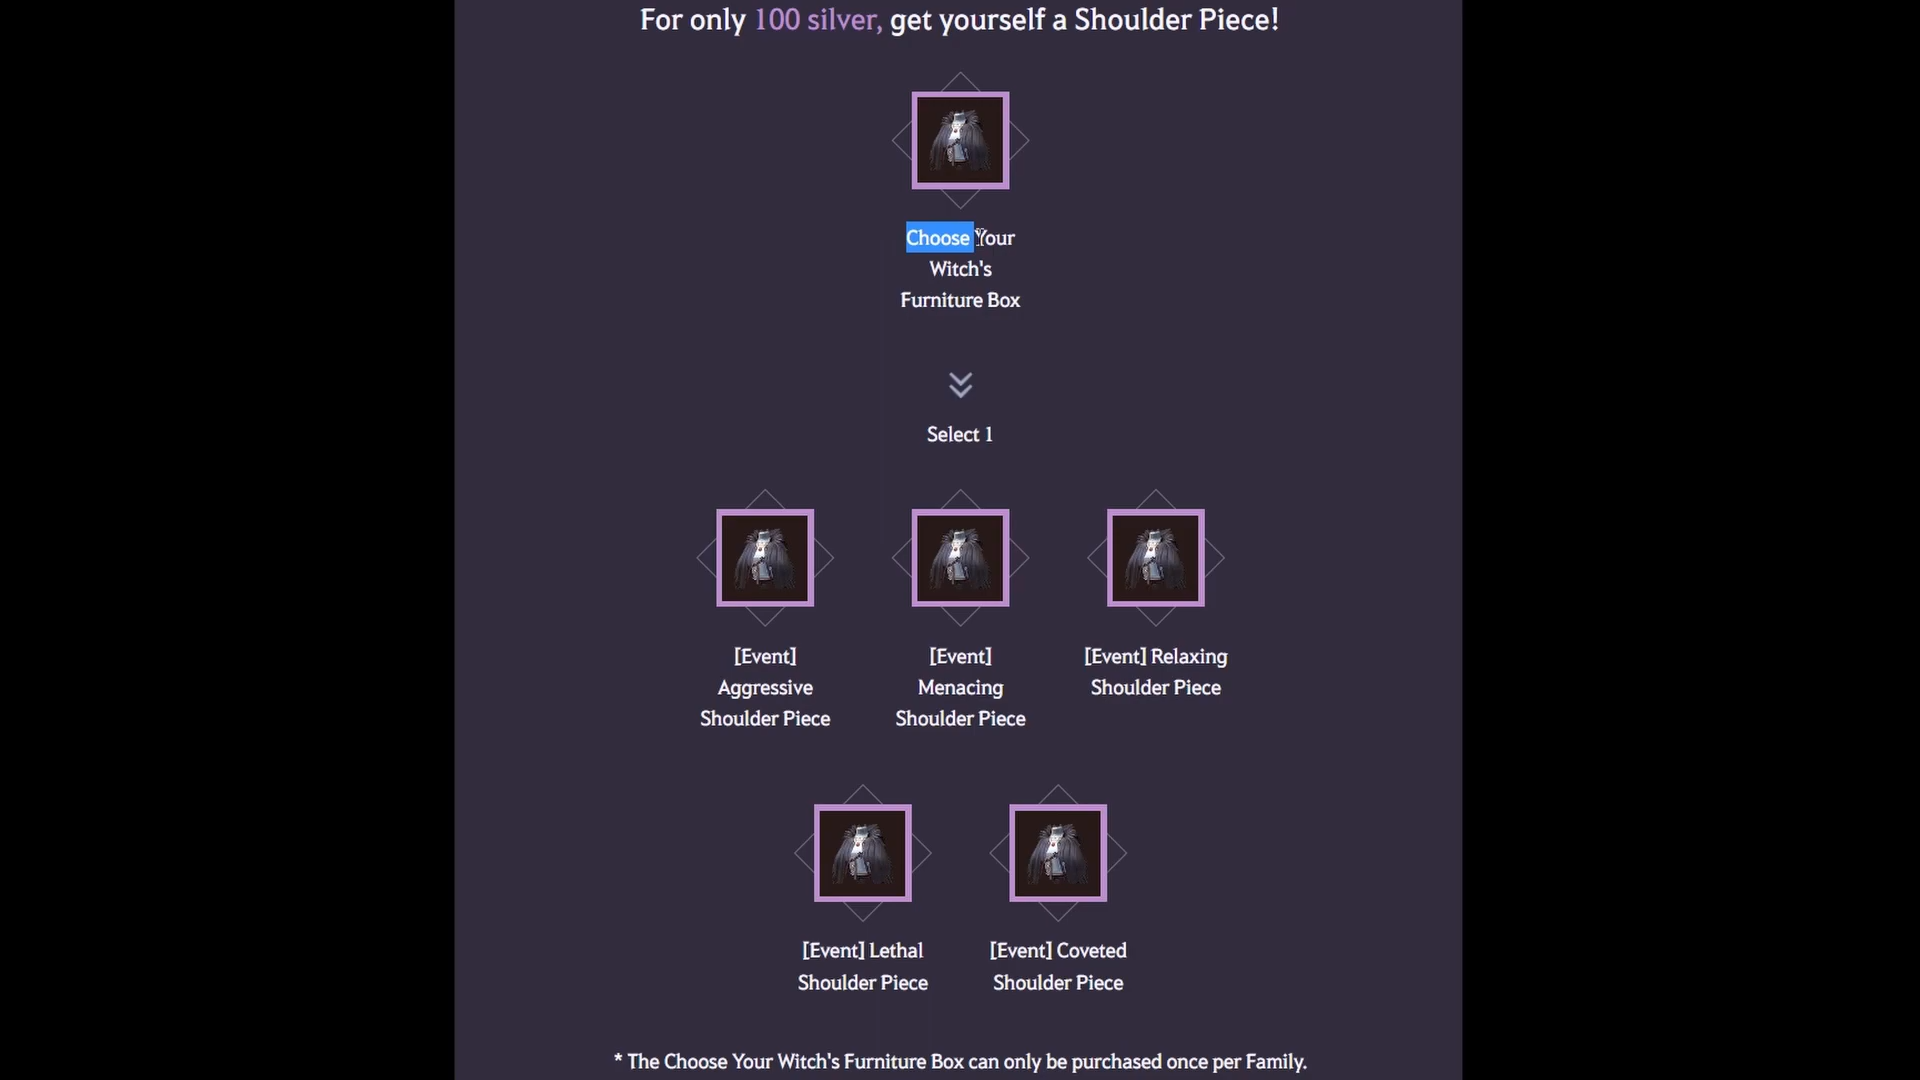 For only 100 silver, get yourself a Shoulder Piece!
Choose Your
Witch's
Furniture Box
Select 1
[Event]
Aggressive
Shoulder Piece
[Event]
Menacing
Shoulder Piece
[Event] Relaxing
Shoulder Piece
[Event] Lethal
Shoulder Piece
[Event] Coveted
Shoulder Piece
* The Choose Your Witch's Furniture Box can only be purchased once per Family.